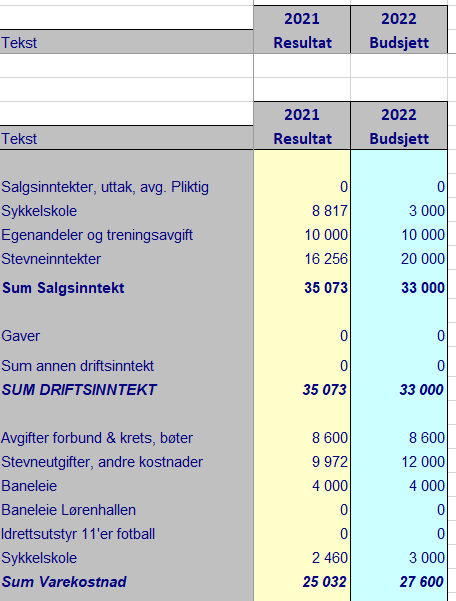 2021 2022
Tekst Resultat Budsjett
2021 2022
Tekst Resultat Budsjett
Salgsinntekter, uttak, avg. Pliktig 0 0
Sykkelskole 8 817 3 000
Egenandeler og treningsavgift 10 000 10 000
Stevneinntekter 16 256 20 000
Sum Salgsinntekt 35 073 33 000
Gaver 0 0
Sum annen driftsinntekt 0 0
SUM DRIFTSINNTEKT 35 073 33 000
Avgifter forbund & krets, bøter 8 600 8 600
Stevneutgifter, andre kostnader 9 972 12 000
Baneleie 4 000 4 000
Baneleie Lørenhallen 0 0
Idrettsutstyr 11'er fotball 0 0
Sykkelskole 2 460 3 000
Sum Varekostnad 25 032 27 600